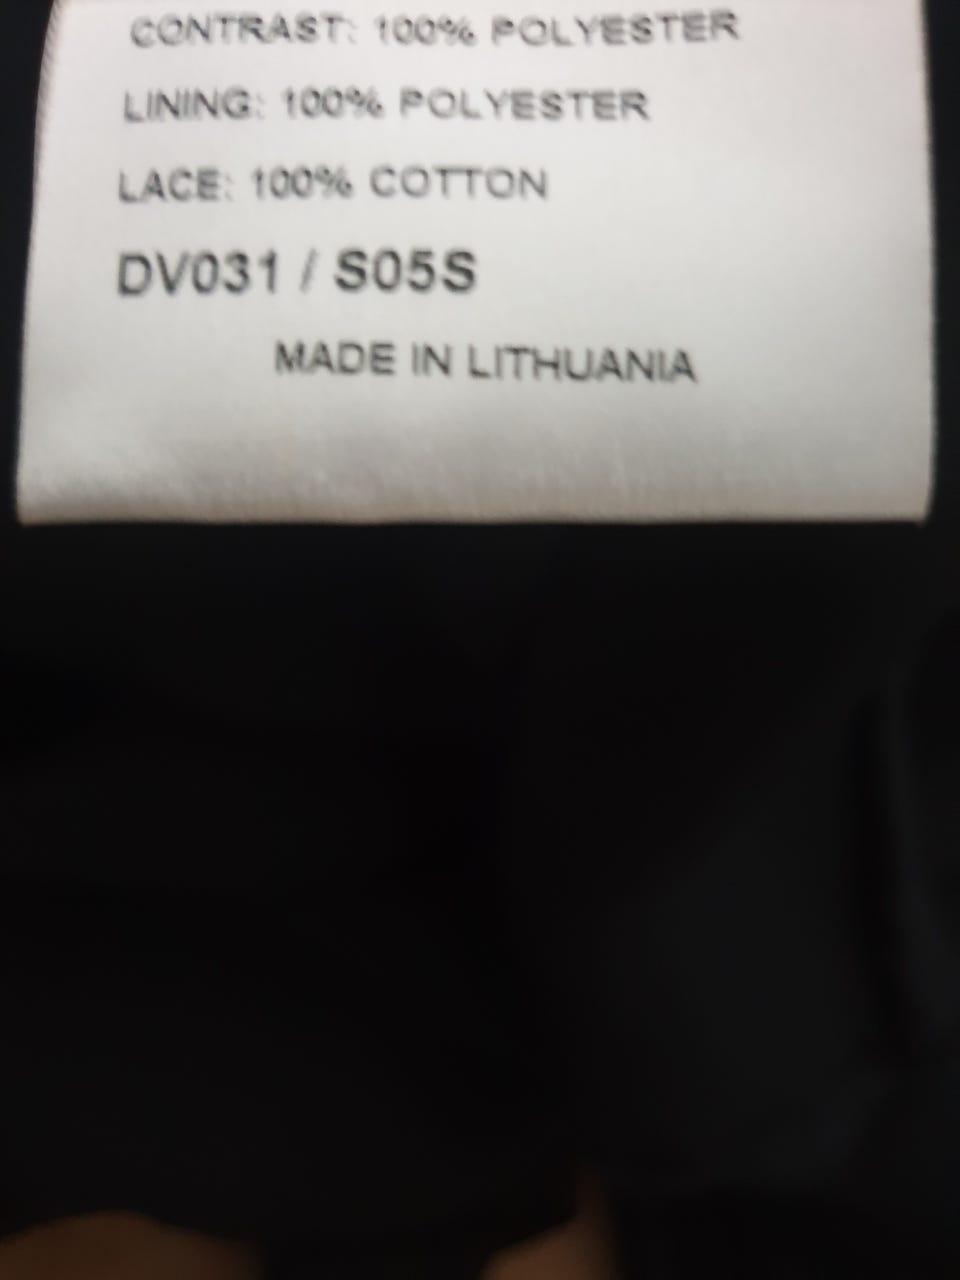 CONTRAST: 100% POLYESTER
LINING: 100% POLYESTER
LACE: 100% COTTON
DV031 / S05S
MADE IN LITHUANIA